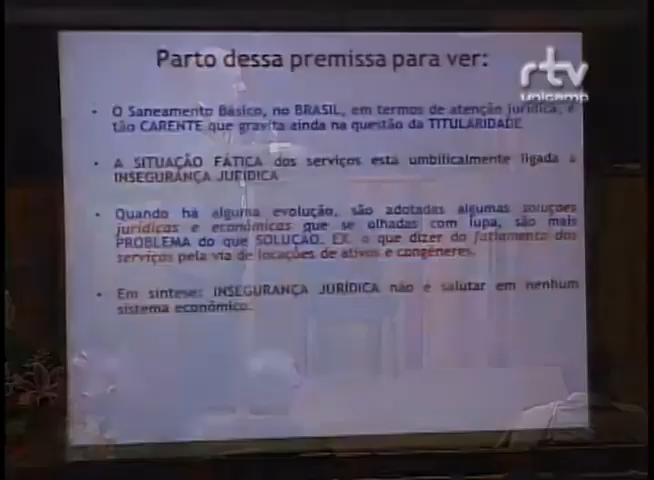 Parto dessa premissa para ver:
rtv
unicamp
• O Saneamento Básico, no BRASIL, em termos de atenção jurídica, é
tão CARENTE que gravita ainda na questão da TITULARIDADE
• A SITUAÇÃO FÁTICA dos serviços está umbilicalmente ligada a
INSEGURANÇA JURÍDICA
• Quando há alguma evolução, são adotadas algumas soluções
jurídicas e econômicas que se olhadas com lupa, são mais
PROBLEMA do que SOLUÇÃO. EX. o que dizer do fatiamento dos
serviços pela via de locações de ativos e congêneres.
• Em síntese: INSEGURANÇA JURÍDICA não é salutar em nenhum
sistema econômico.